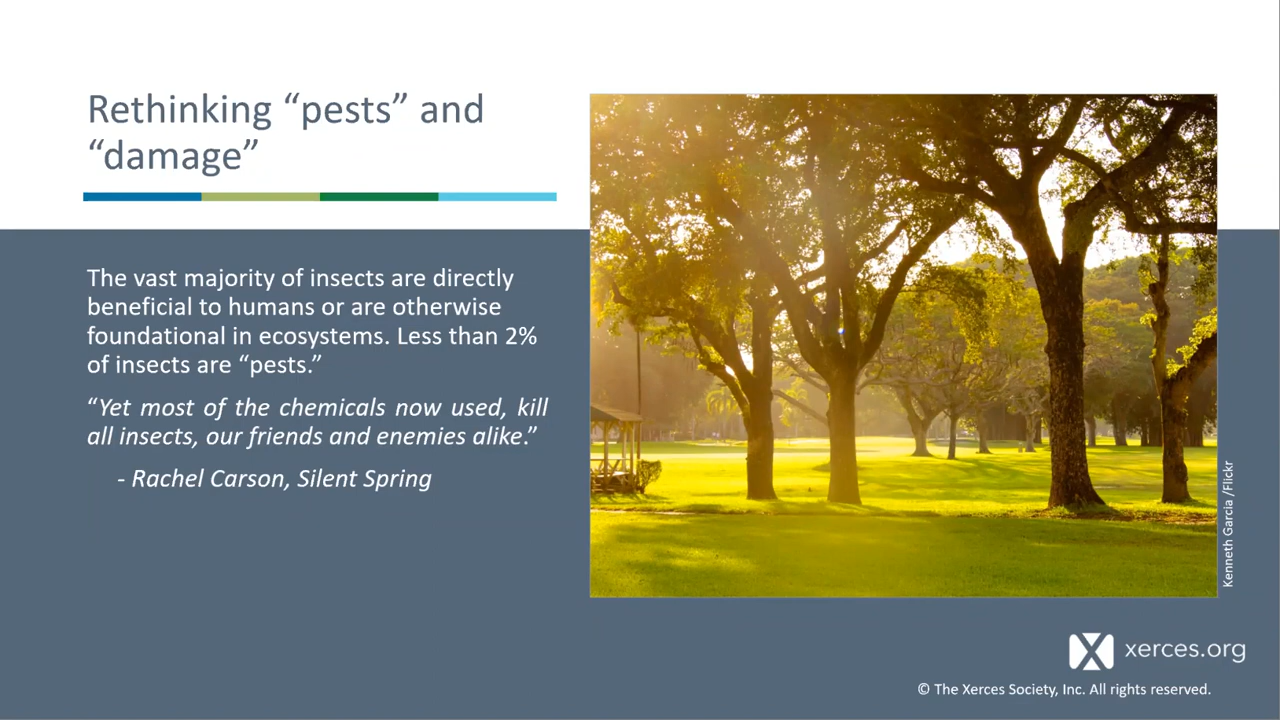 Rethinking “pests” and
“damage”
The vast majority of insects are directly
beneficial to humans or are otherwise
foundational in ecosystems. Less than 2%
of insects are “pests.”
“Yet most of the chemicals now used, kill
all insects, our friends and enemies alike.”
- Rachel Carson, Silent Spring
Kenneth Garcia /Flickr
xerces.org
© The Xerces Society, Inc. All rights reserved.